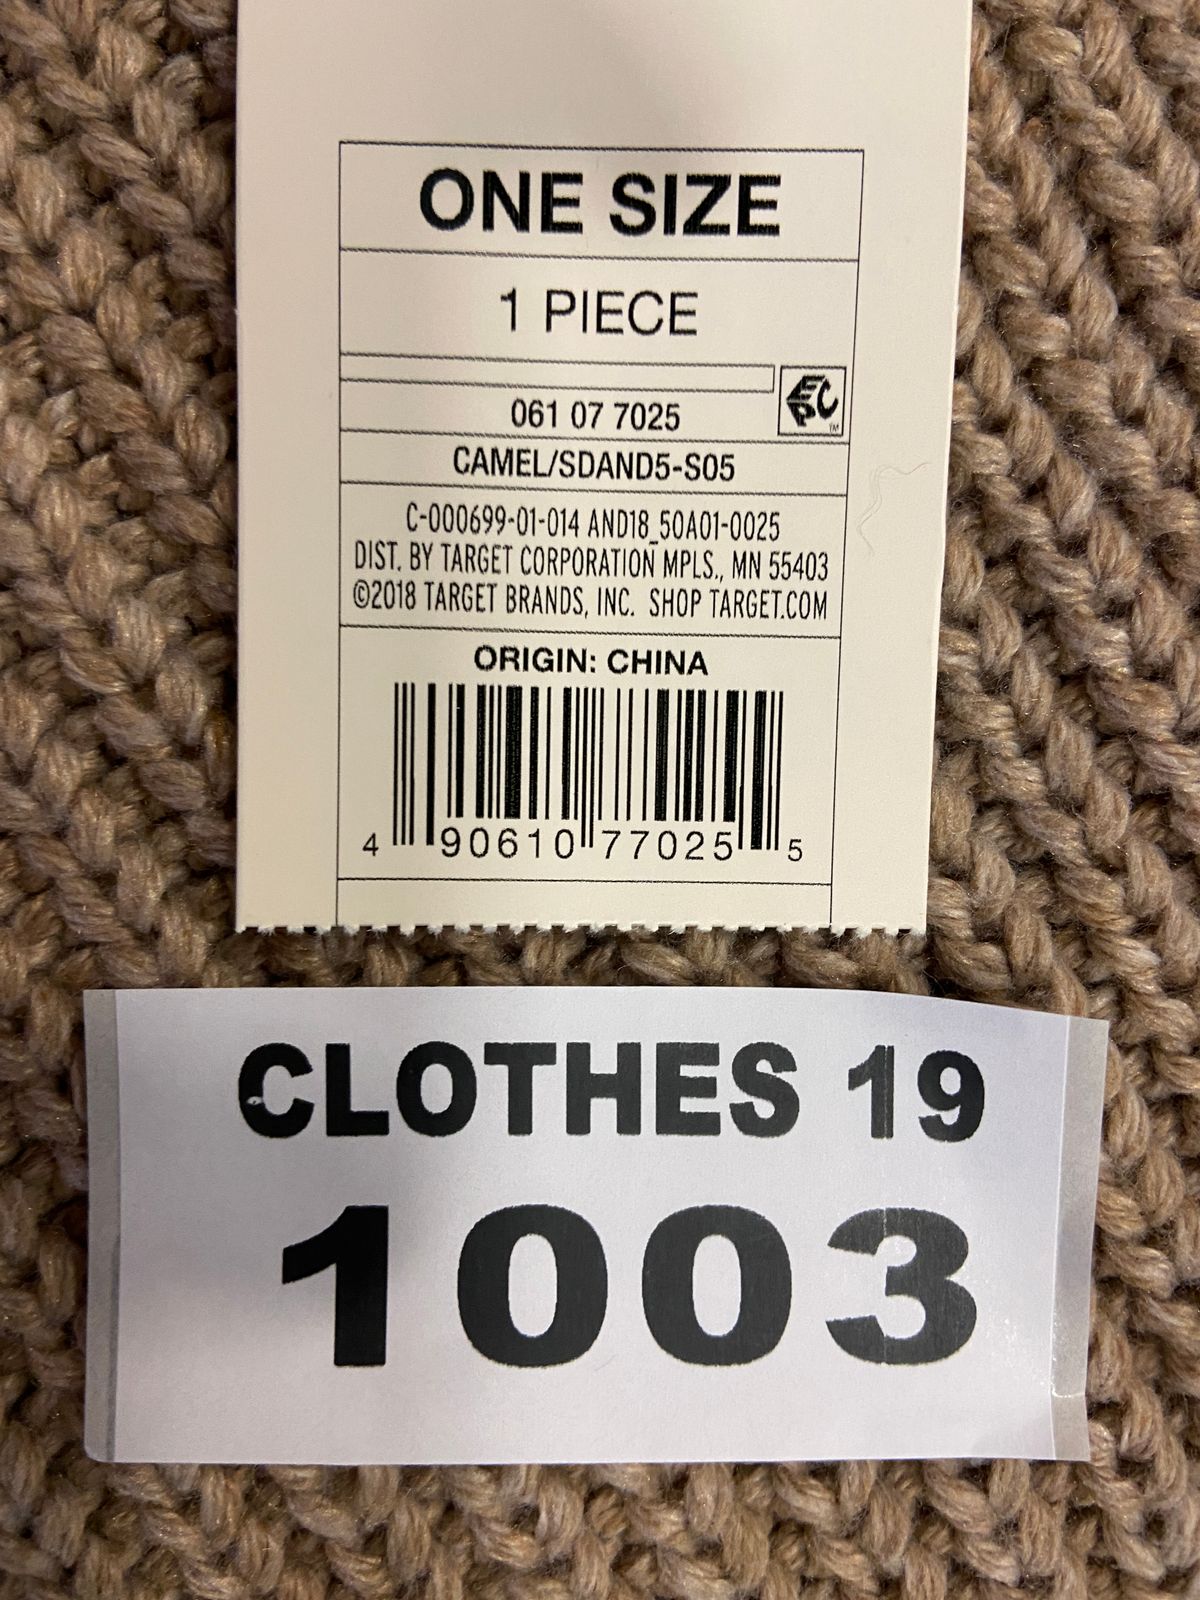 ONE SIZE
1 PIECE
EPC
TM
061 07 7025
CAMEL/SDAND5-S05
C-000699-01-014 AND18_50A01-0025
DIST. BY TARGET CORPORATION MPLS., MN 55403
©2018 TARGET BRANDS, INC. SHOP TARGET.COM
ORIGIN: CHINA
4 90610 77025 5
CLOTHES 19
1003